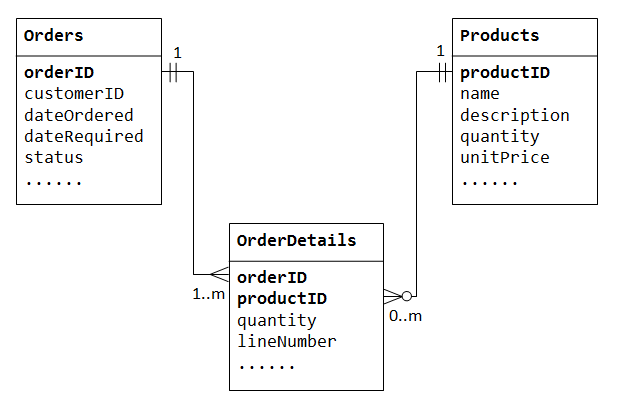 Orders
orderID
customerID
dateOrdered
dateRequired
status
......
1
1
Products
productID
name
description
quantity
unitPrice
......
OrderDetails
orderID
productID
quantity
lineNumber
......
1..m
0..m